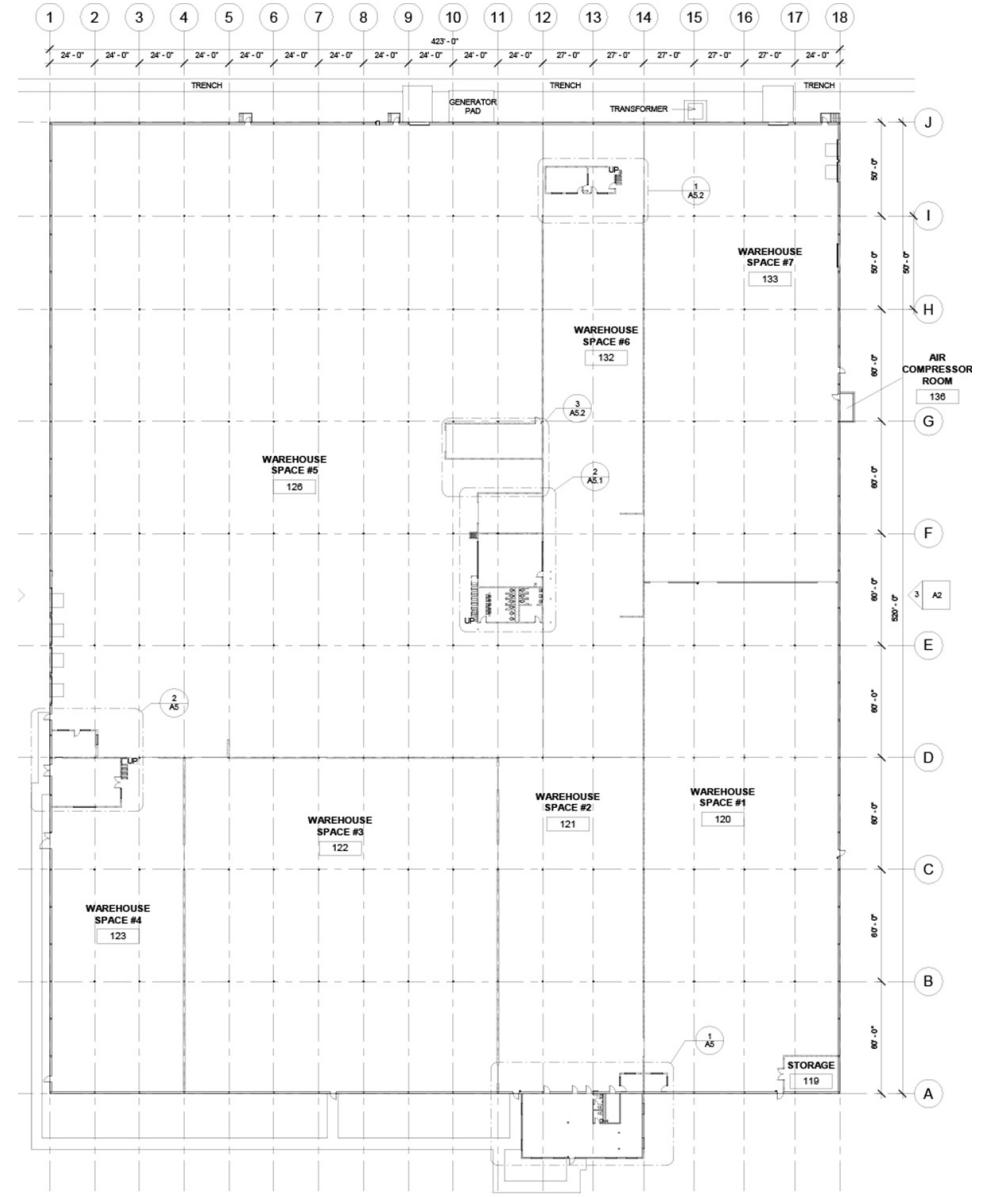 1 2 3 4 5 6 7 8 9 10 11 12 13 14 15 16 17 18
423' - 0"
24' - 0" 24' - 0" 24' - 0" 24' - 0" 24' - 0" 24' - 0" 24' - 0" 24' - 0" 24' - 0" 24' - 0" 24' - 0" 27' - 0" 27' - 0" 27' - 0" 27' - 0" 27' - 0" 24' - 0"
TRENCH TRENCH TRENCH
GENERATOR
PAD
TRANSFORMER
J
50' - 0"
UP
1
A5.2
I
WAREHOUSE
SPACE #7
133
50' - 0"
50' - 0"
H
WAREHOUSE
SPACE #6
132
60' - 0"
AIR
COMPRESSOR
ROOM
136
3
A5.2
G
WAREHOUSE
SPACE #5
126
2
A5.1
60' - 0"
F
60' - 0"
520' - 0"
3 A2
UP
E
60' - 0"
2
A5
UP
D
WAREHOUSE
SPACE #1
120
WAREHOUSE
SPACE #2
121
WAREHOUSE
SPACE #3
122
60' - 0"
C
WAREHOUSE
SPACE #4
123
60' - 0"
B
60' - 0"
1
A5
STORAGE
119
A